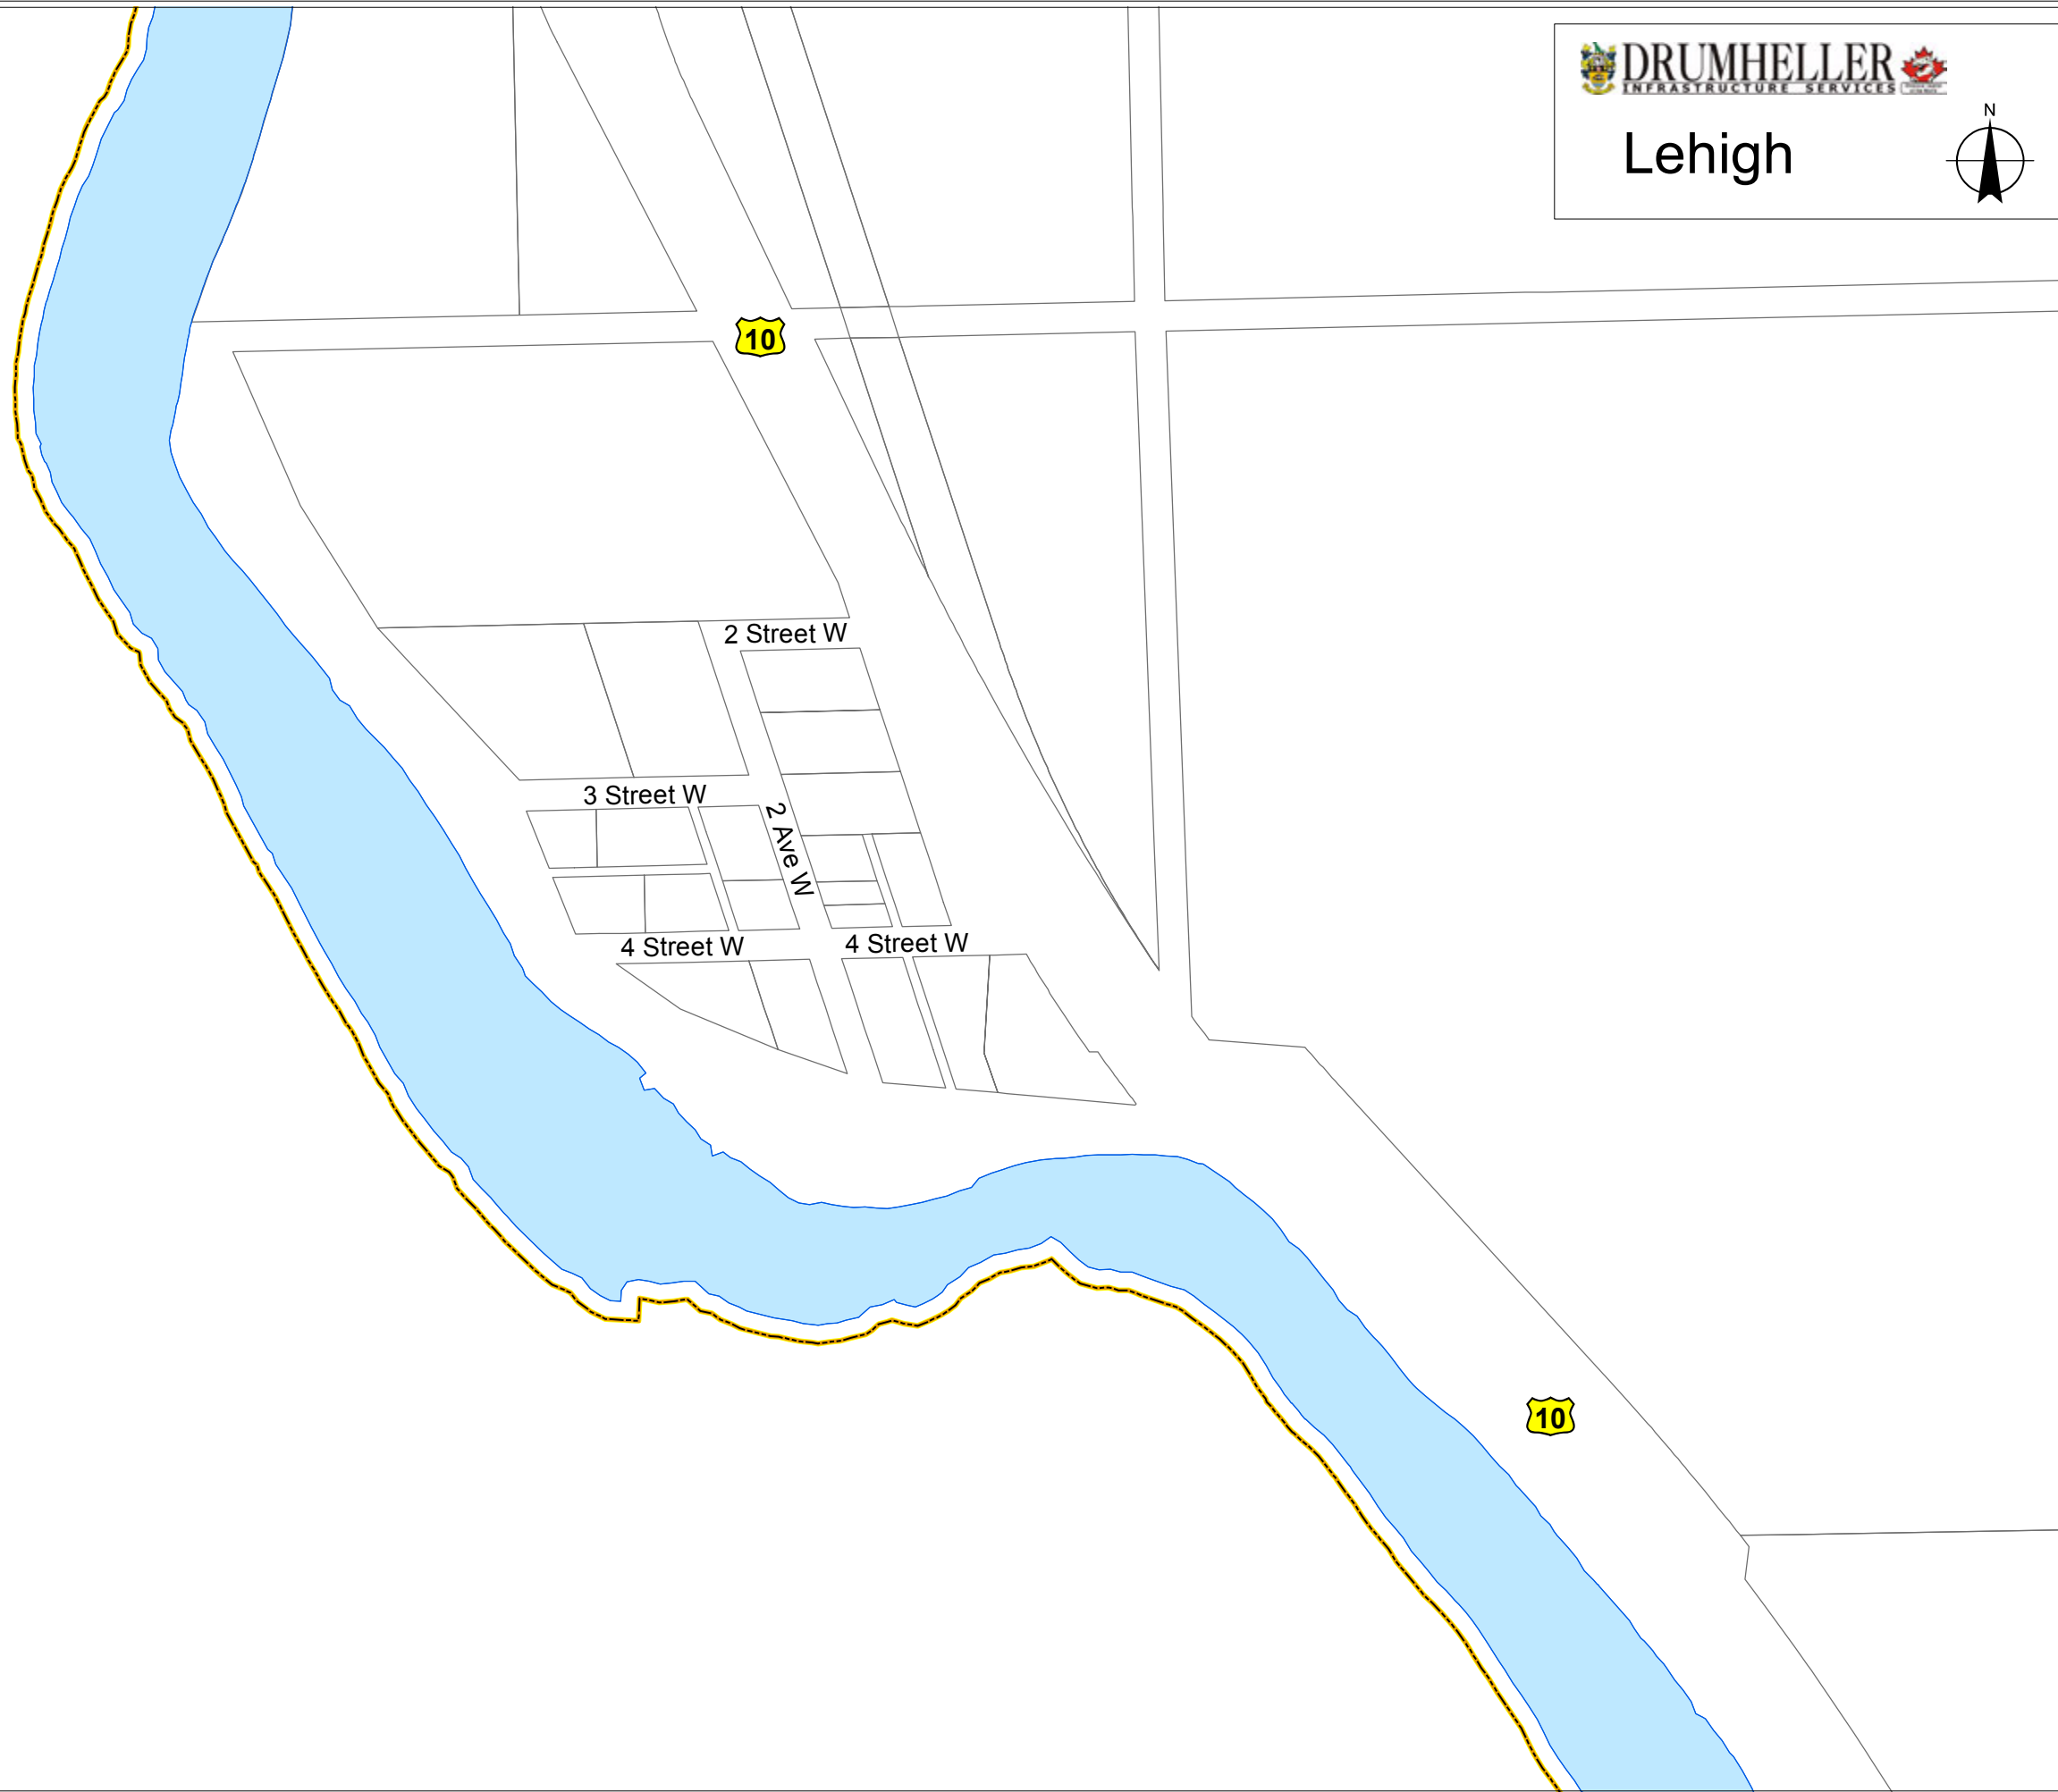 DRUMHELLER
INFRASTRUCTURE SERVICES
Lehigh
N
10
2 Street W
3 Street W
2 Ave W
4 Street W
4 Street W
10